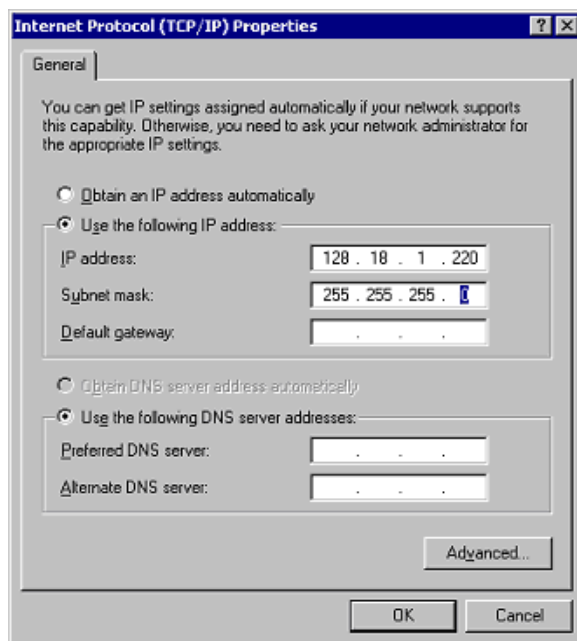 Internet Protocol (TCP/IP) Properties
General
You can get IP settings assigned automatically if your network supports
this capability. Otherwise, you need to ask your network administrator for
the appropriate IP settings.
Obtain an IP address automatically
Use the following IP address:
IP address: 128 . 18 . 1 . 220
Subnet mask: 255 . 255 . 255 . 0
Default gateway: . . .
Obtain DNS server address automatically
Use the following DNS server addresses:
Preferred DNS server: . . .
Alternate DNS server: . . .
Advanced...
OK Cancel